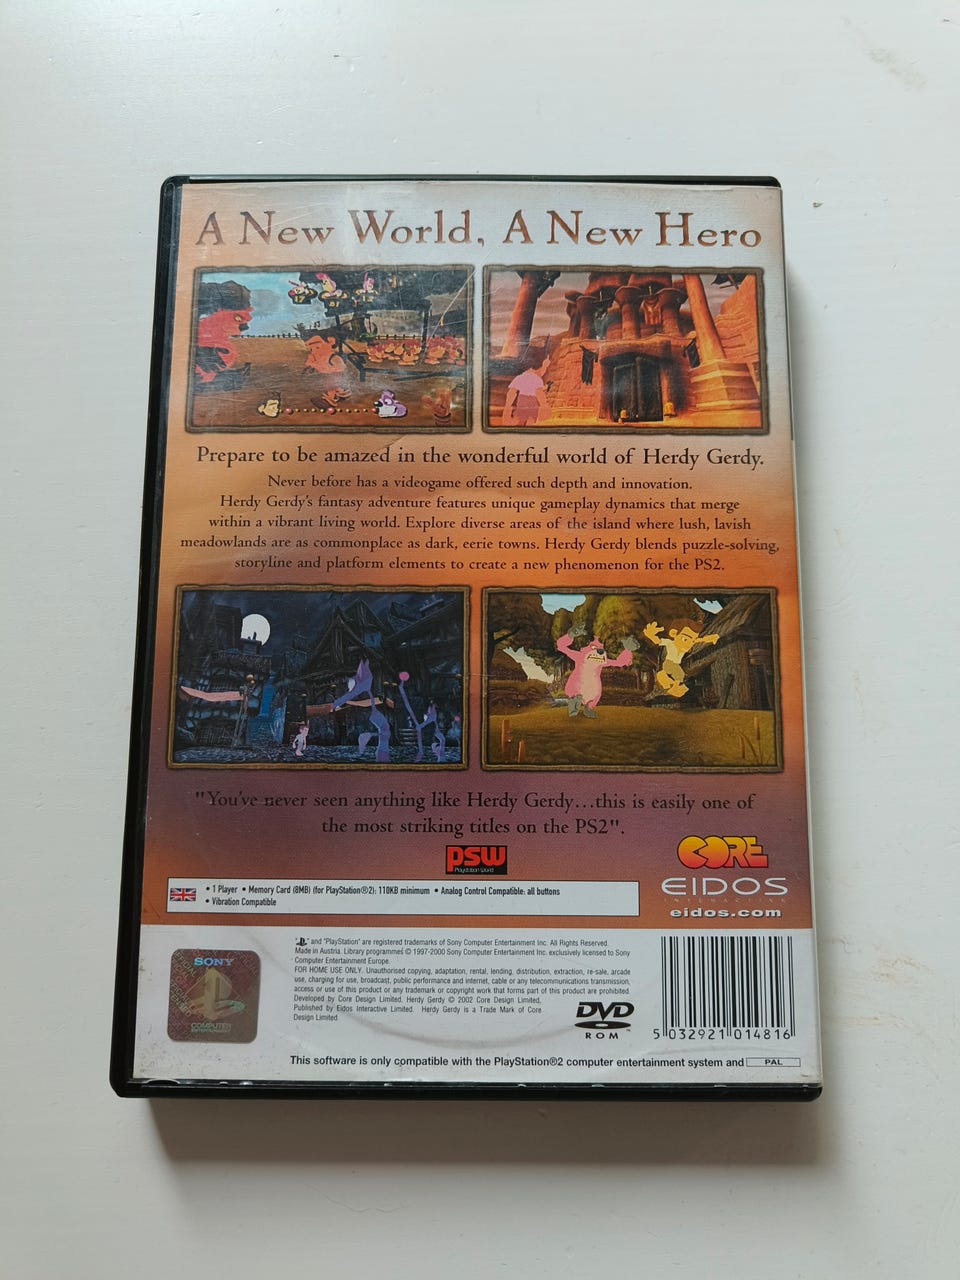 A New World, A New Hero
17 81 12
Prepare to be amazed in the wonderful world of Herdy Gerdy.
Never before has a videogame offered such depth and innovation.
Herdy Gerdy's fantasy adventure features unique gameplay dynamics that merge
within a vibrant living world. Explore diverse areas of the island where lush, lavish
meadowlands are as commonplace as dark, eerie towns. Herdy Gerdy blends puzzle-solving,
storyline and platform elements to create a new phenomenon for the PS2.
"You've never seen anything like Herdy Gerdy...this is easily one of
the most striking titles on the PS2".
PSW
PlayStation World
CORE
EIDOS
INTERACTIVE
eidos.com
• 1 Player • Memory Card (8MB) (for PlayStation®2): 110KB minimum • Analog Control Compatible: all buttons
• Vibration Compatible
SONY
COMPUTER
ENTERTAINMENT
" " and "PlayStation" are registered trademarks of Sony Computer Entertainment Inc. All Rights Reserved.
Made in Austria. Library programmes © 1997-2000 Sony Computer Entertainment Inc. exclusively licensed to Sony
Computer Entertainment Europe.
FOR HOME USE ONLY. Unauthorised copying, adaptation, rental, lending, distribution, extraction, re-sale, arcade
use, charging for use, broadcast, public performance and internet, cable or any telecommunications transmission,
access or use of this product or any trademark or copyright work that forms part of this product are prohibited.
Developed by Core Design Limited. Herdy Gerdy © 2002 Core Design Limited,
Published by Eidos Interactive Limited. Herdy Gerdy is a Trade Mark of Core
Design Limited
DVD
ROM
5 032921 014816
This software is only compatible with the PlayStation®2 computer entertainment system and PAL